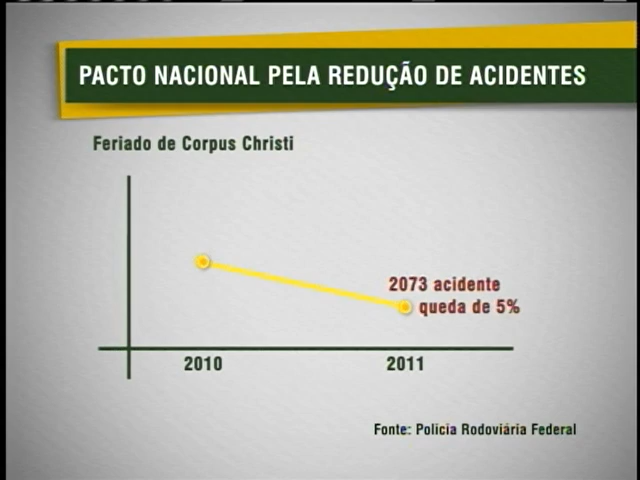 PACTO NACIONAL PELA REDUÇÃO DE ACIDENTES
Feriado de Corpus Christi
2073 acidente
queda de 5%
2010 2011
Fonte: Polícia Rodoviária Federal